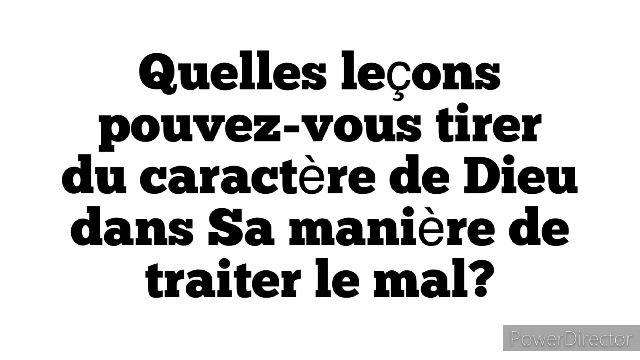 Quelles leçons
pouvez-vous tirer
du caractère de Dieu
dans Sa manière de
traiter le mal?
PowerDirector